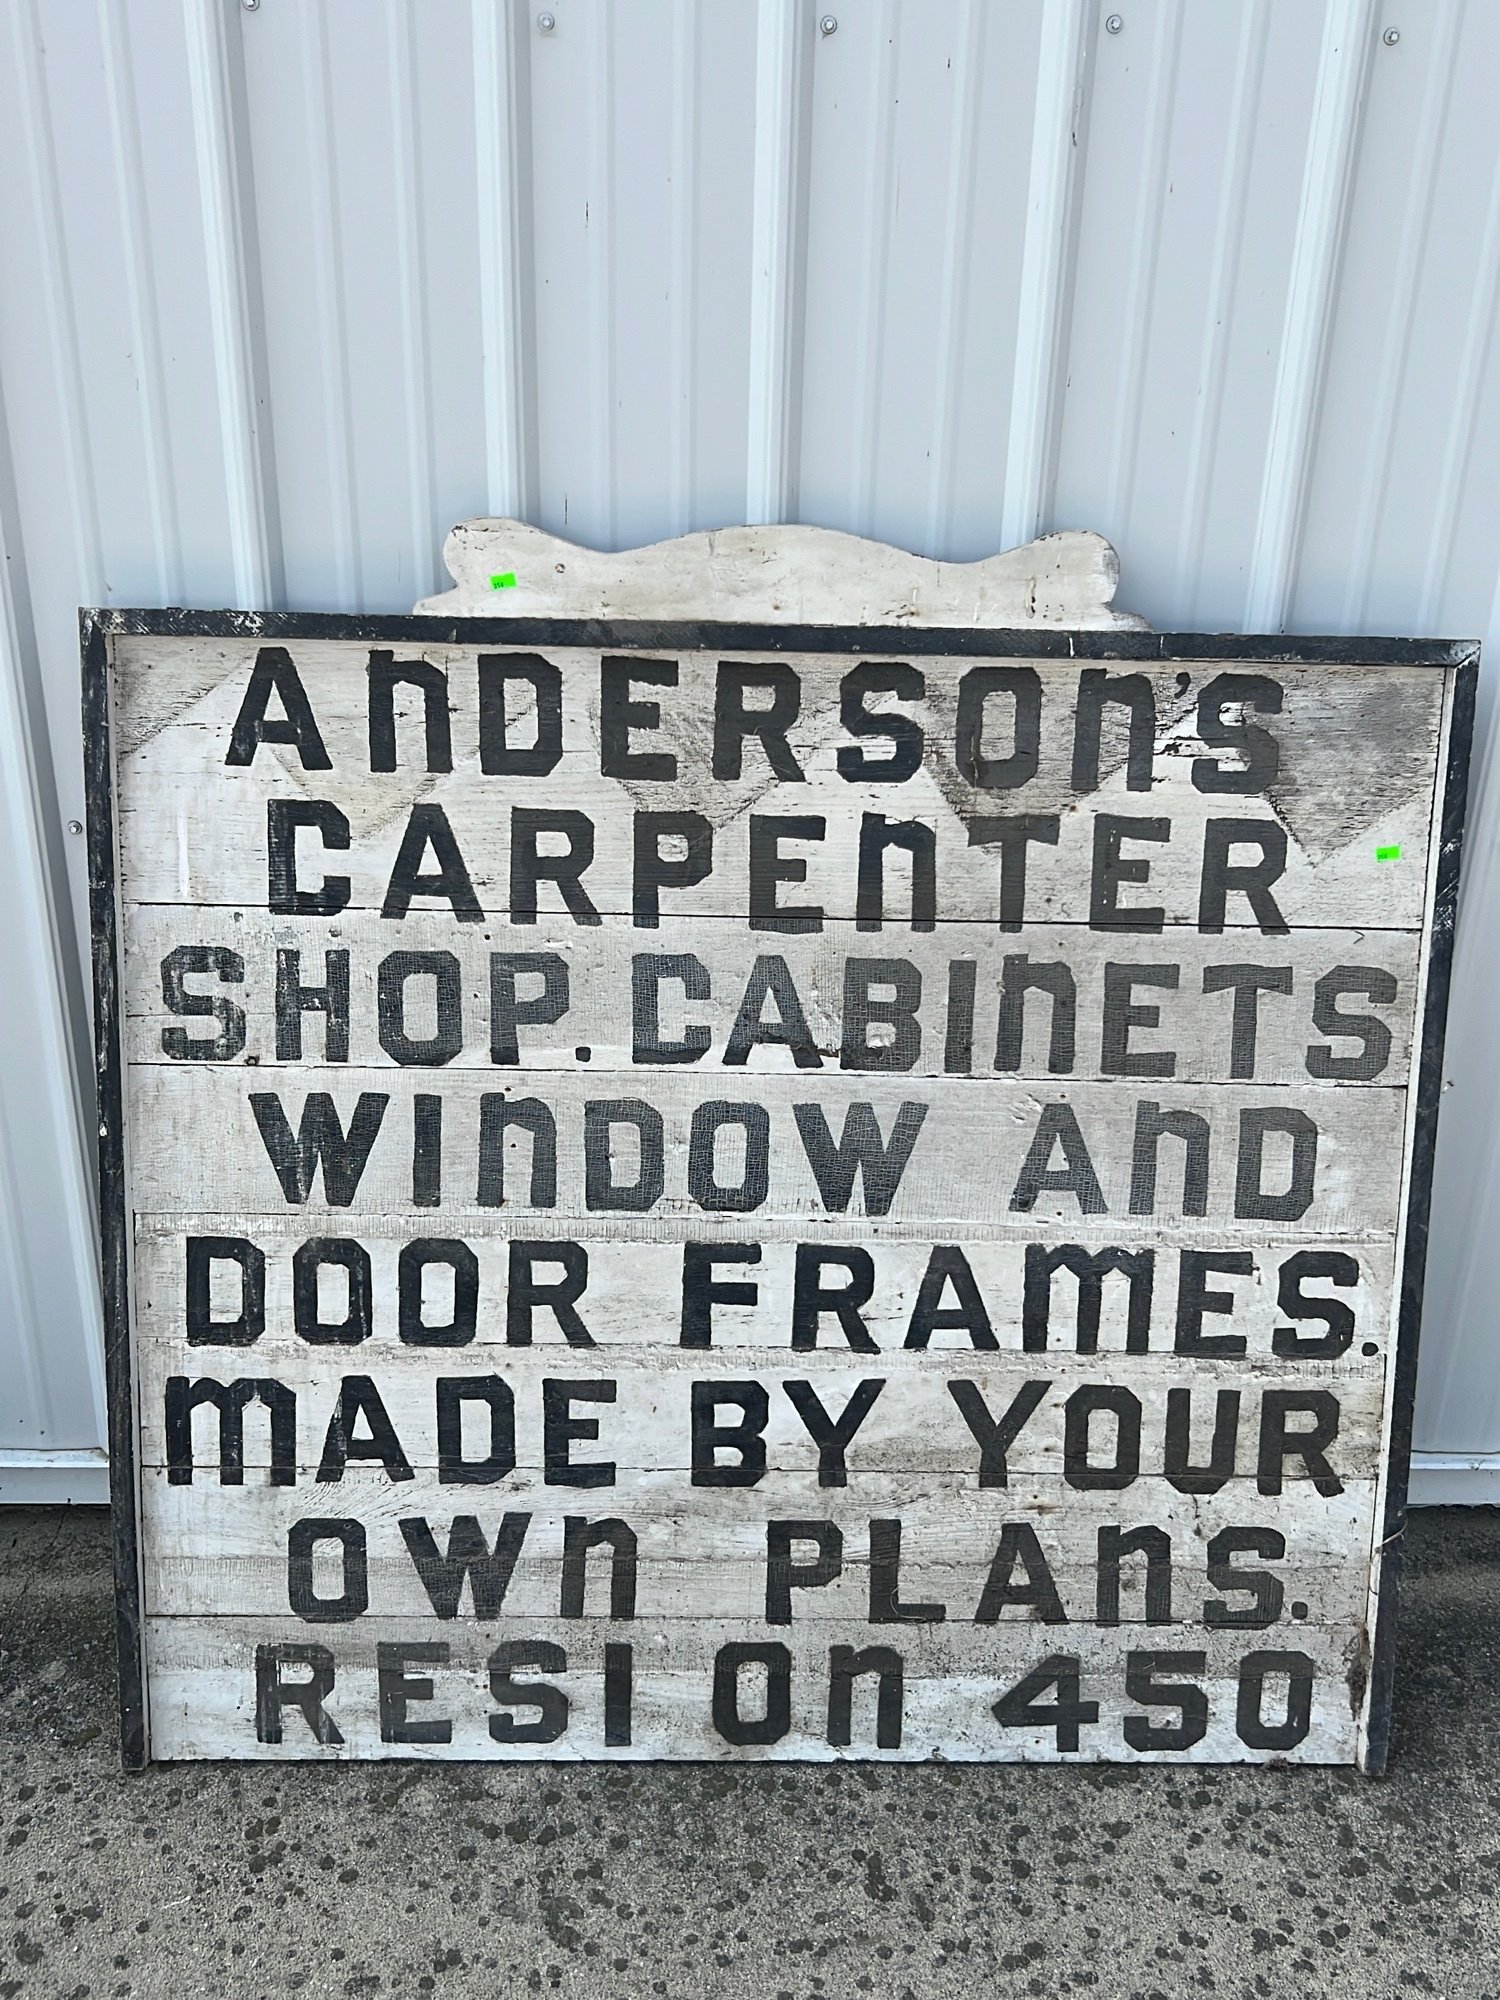 AnDERSOn'S
CARPEnTER
SHOP. CABInETS
WInDOW AnD
DOOR FRAmES.
mADE BY YOUR
OWn PLAnS.
RESI On 450